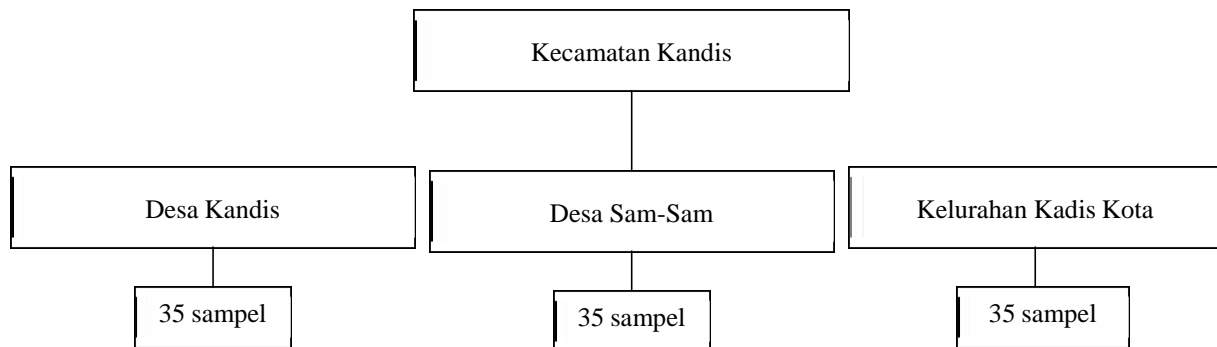 Kecamatan Kandis
Desa Kandis
Desa Sam-Sam
Kelurahan Kadis Kota
35 sampel
35 sampel
35 sampel